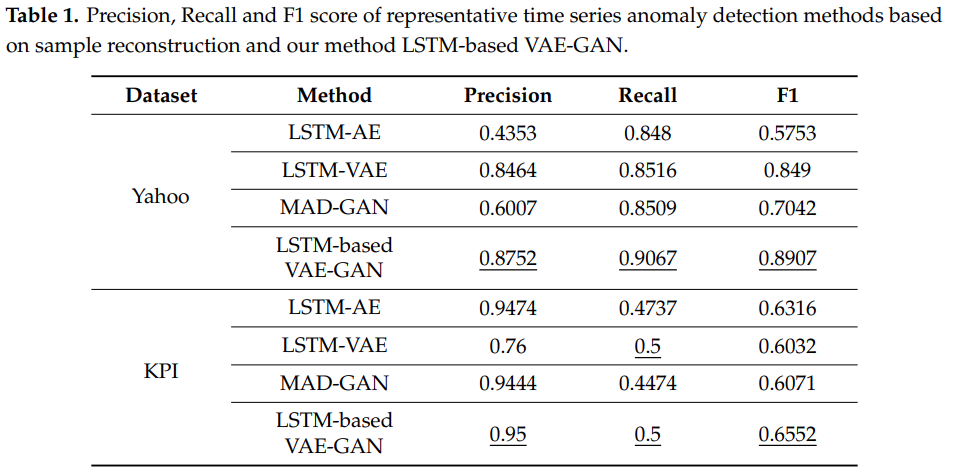 Table 1. Precision, Recall and F1 score of representative time series anomaly detection methods based
on sample reconstruction and our method LSTM-based VAE-GAN.
Dataset Method Precision Recall F1
Yahoo
LSTM-AE 0.4353 0.848 0.5753
LSTM-VAE 0.8464 0.8516 0.849
MAD-GAN 0.6007 0.8509 0.7042
LSTM-based
VAE-GAN 0.8752 0.9067 0.8907
KPI
LSTM-AE 0.9474 0.4737 0.6316
LSTM-VAE 0.76 0.5 0.6032
MAD-GAN 0.9444 0.4474 0.6071
LSTM-based
VAE-GAN 0.95 0.5 0.6552